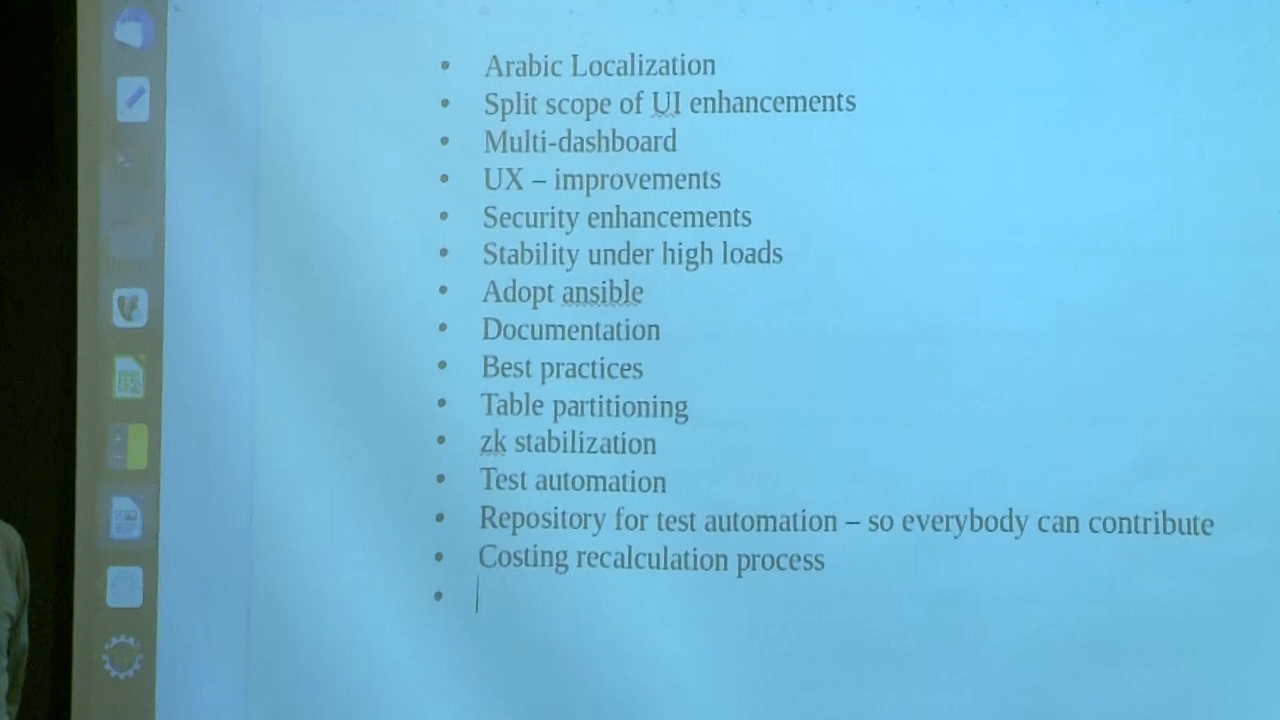 • Arabic Localization
• Split scope of UI enhancements
• Multi-dashboard
• UX – improvements
• Security enhancements
• Stability under high loads
• Adopt ansible
• Documentation
• Best practices
• Table partitioning
• zk stabilization
• Test automation
• Repository for test automation – so everybody can contribute
• Costing recalculation process
•